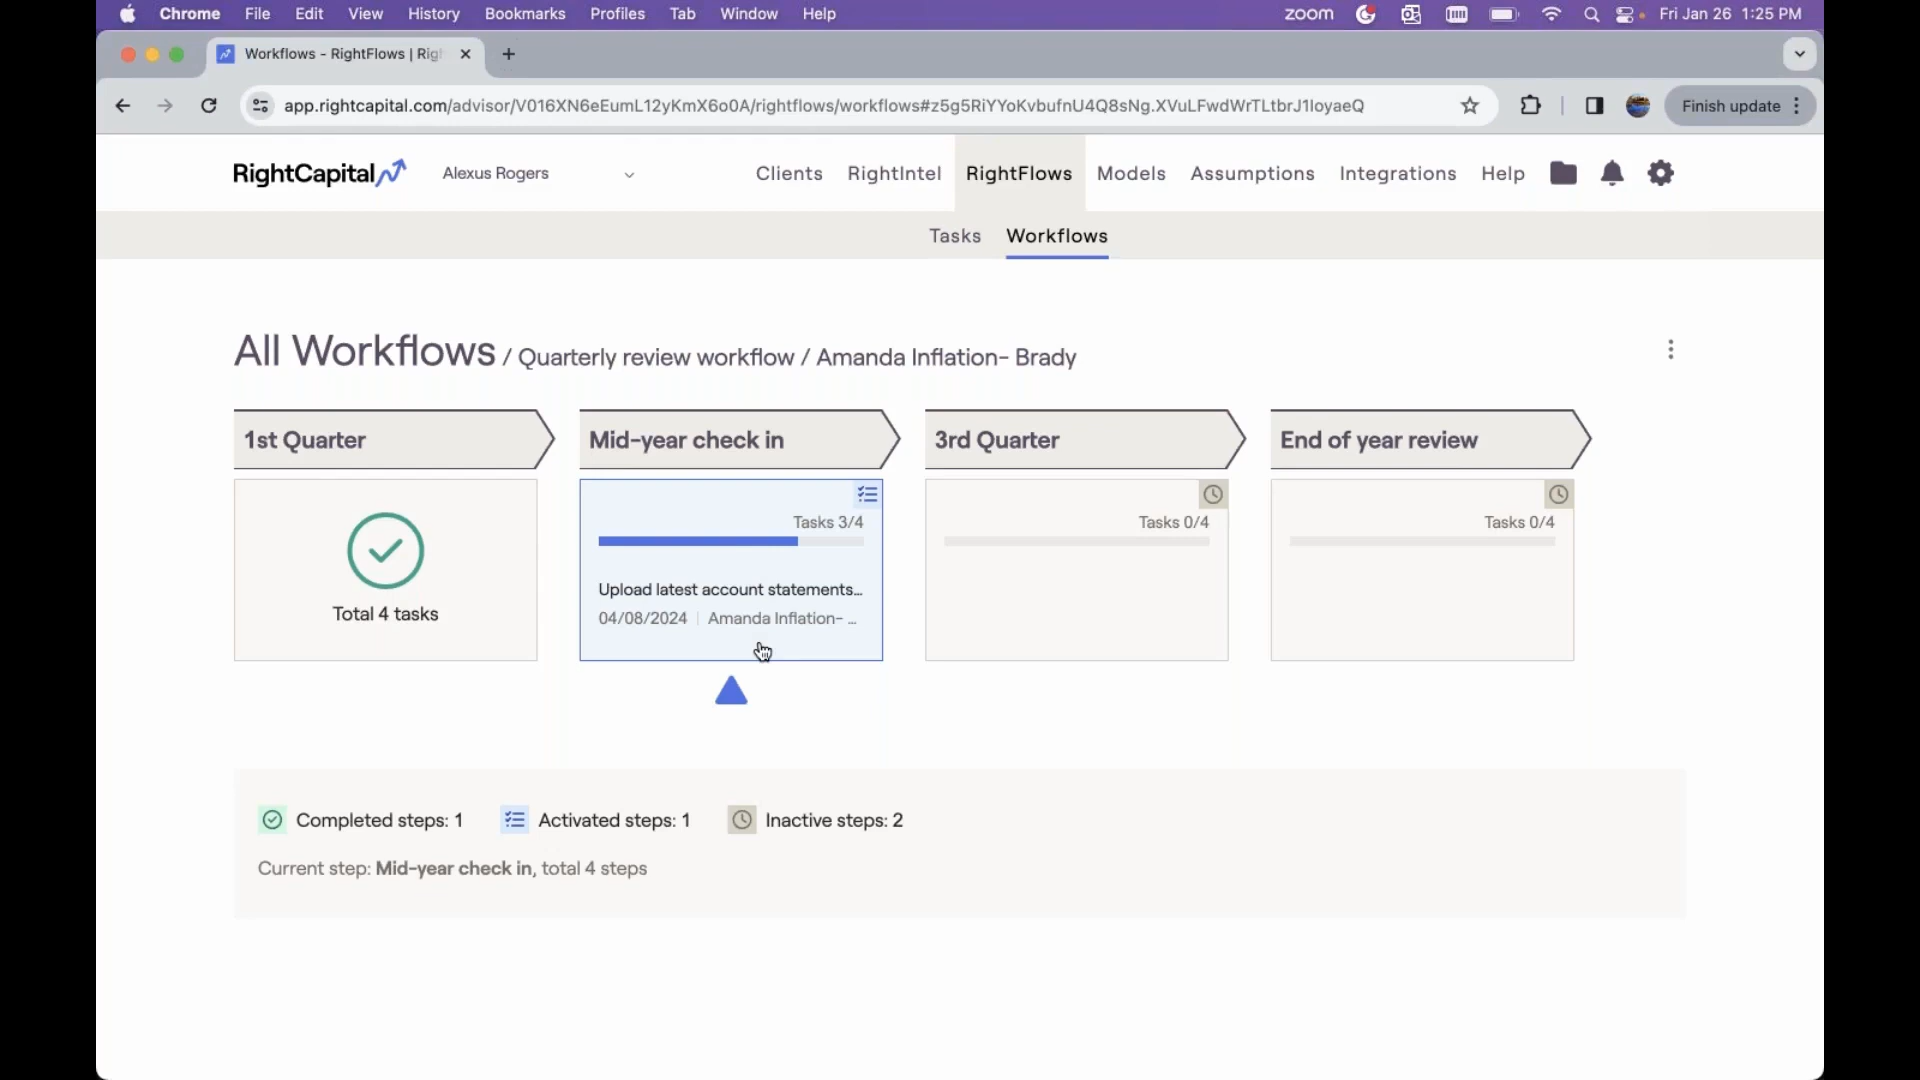 Chrome File Edit View History Bookmarks Profiles Tab Window Help zoom Fri Jan 26 1:25 PM
Workflows - RightFlows | Rig
app.rightcapital.com/advisor/V016XN6eEumL12yKmX6o0A/rightflows/workflows#z5g5RiYYoKvbufnU4Q8sNg.XVuLFwdWrTLtbrJ1loyaeQ Finish update
RightCapital Alexus Rogers Clients RightIntel RightFlows Models Assumptions Integrations Help
Tasks Workflows
All Workflows / Quarterly review workflow / Amanda Inflation- Brady
1st Quarter Mid-year check in 3rd Quarter End of year review
Tasks 3/4 Tasks 0/4 Tasks 0/4
Upload latest account statements...
Total 4 tasks 04/08/2024 | Amanda Inflation- ...
Completed steps: 1 Activated steps: 1 Inactive steps: 2
Current step: Mid-year check in, total 4 steps